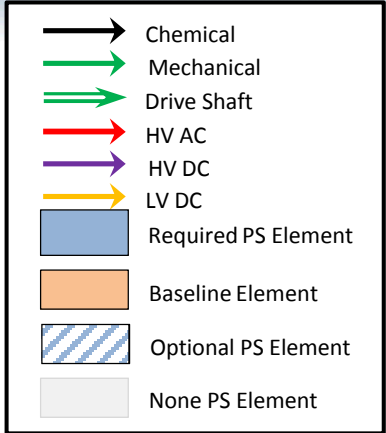 Chemical
Mechanical
Drive Shaft
HV AC
HV DC
LV DC
Required PS Element
Baseline Element
Optional PS Element
None PS Element